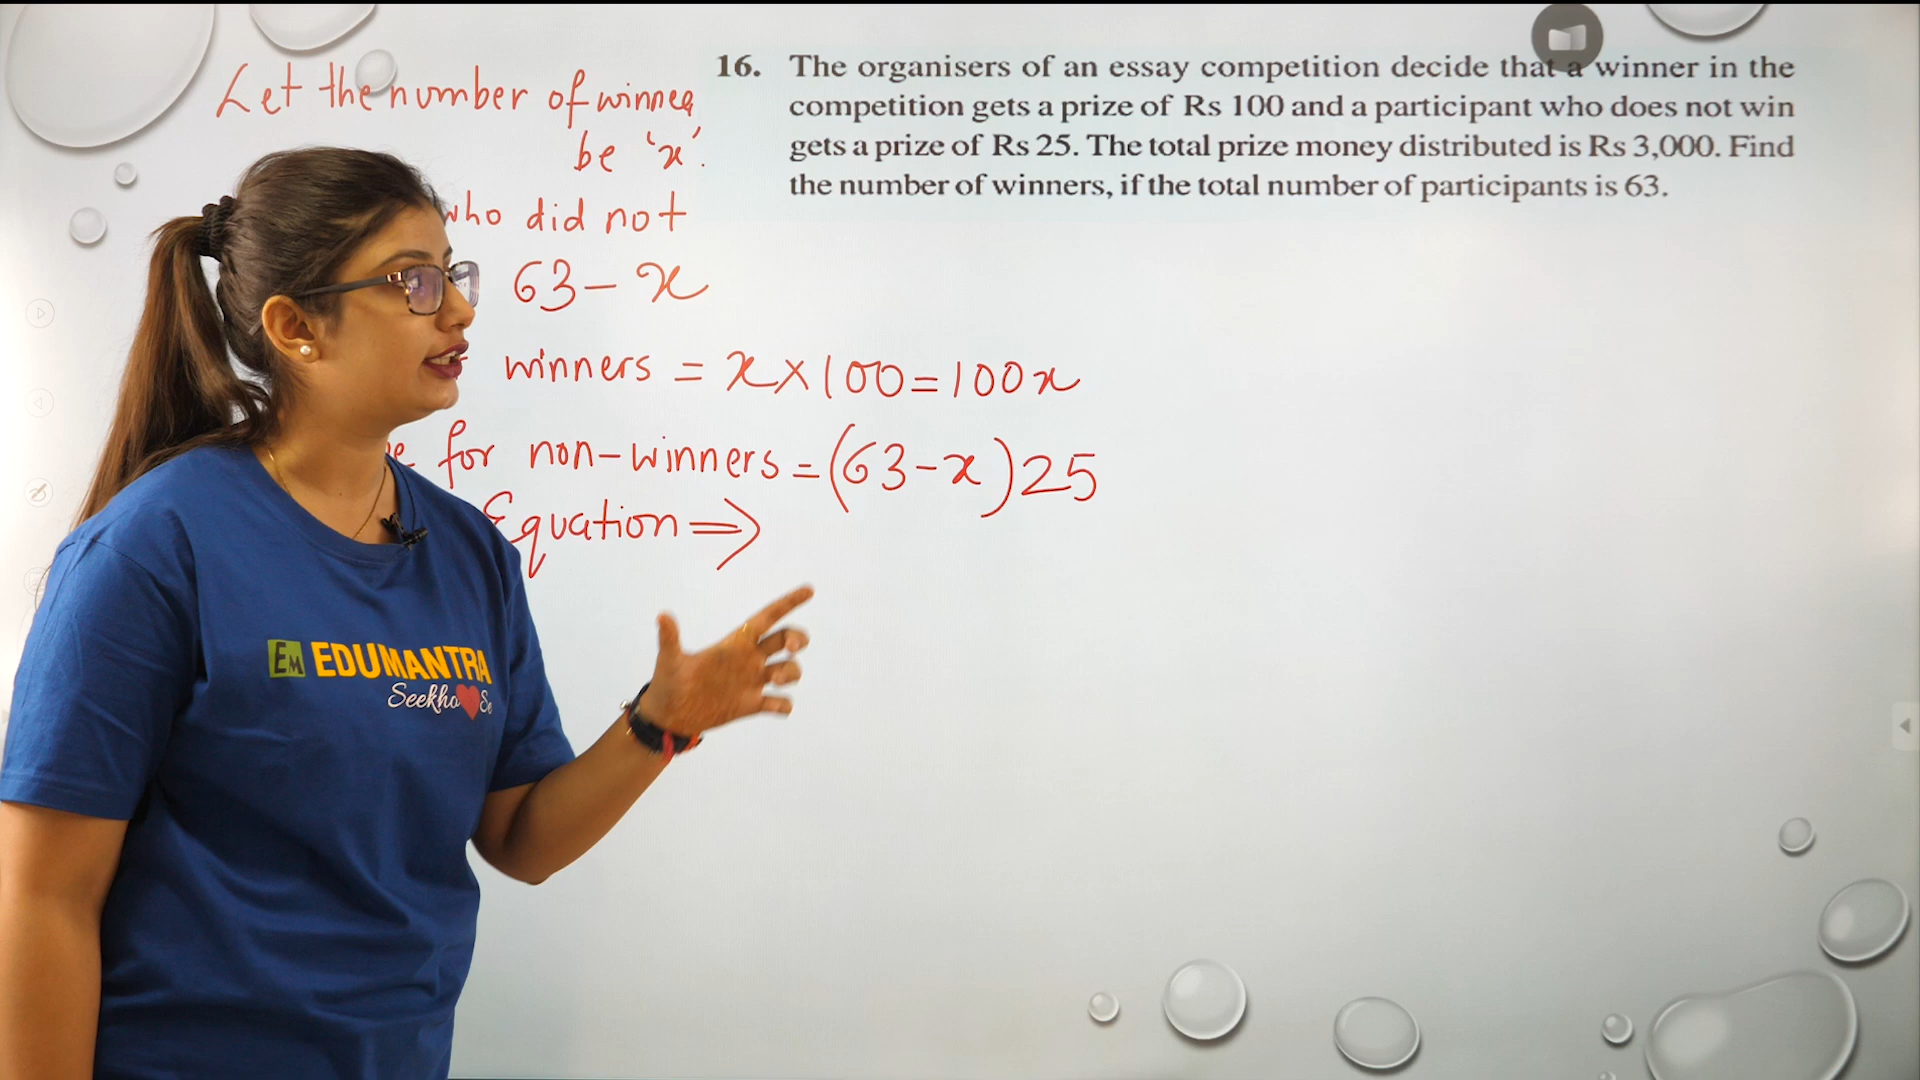 Let the number of winner
be 'x'.
who did not
63 - x
winners = x × 100 = 100x
for non-winners = (63-x)25
Equation ⇒
16. The organisers of an essay competition decide that a winner in the
competition gets a prize of Rs 100 and a participant who does not win
gets a prize of Rs 25. The total prize money distributed is Rs 3,000. Find
the number of winners, if the total number of participants is 63.
EM EDUMANTRA
Seekho ❤ Se